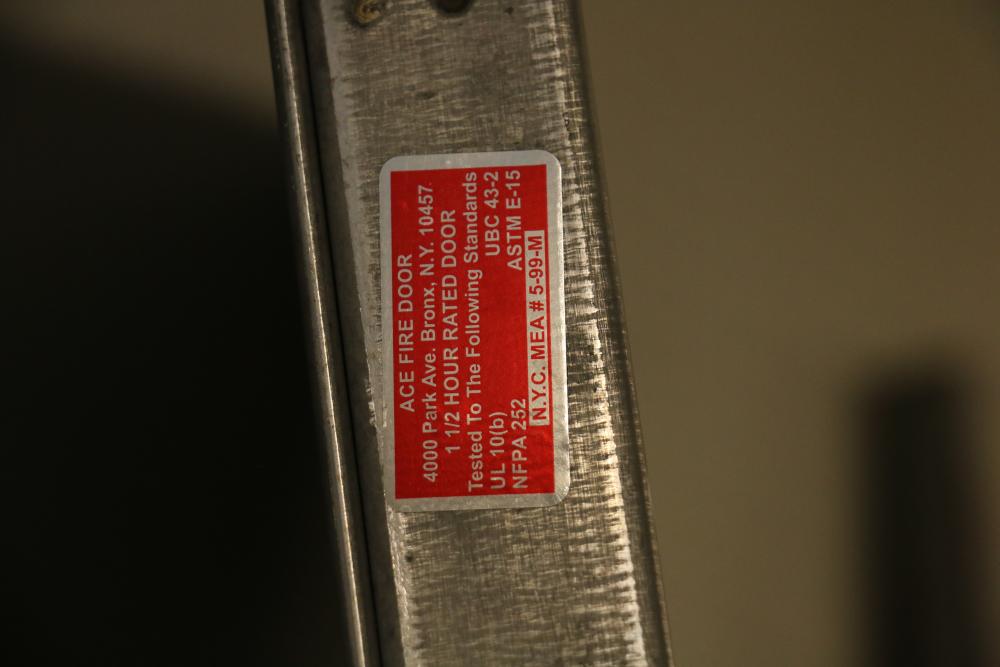 ACE FIRE DOOR
4000 Park Ave. Bronx, N.Y. 10457
1 1/2 HOUR RATED DOOR
Tested To The Following Standards
UL 10(b) UBC 43-2
NFPA 252 ASTM E-15
N.Y.C. MEA # 5-99-M